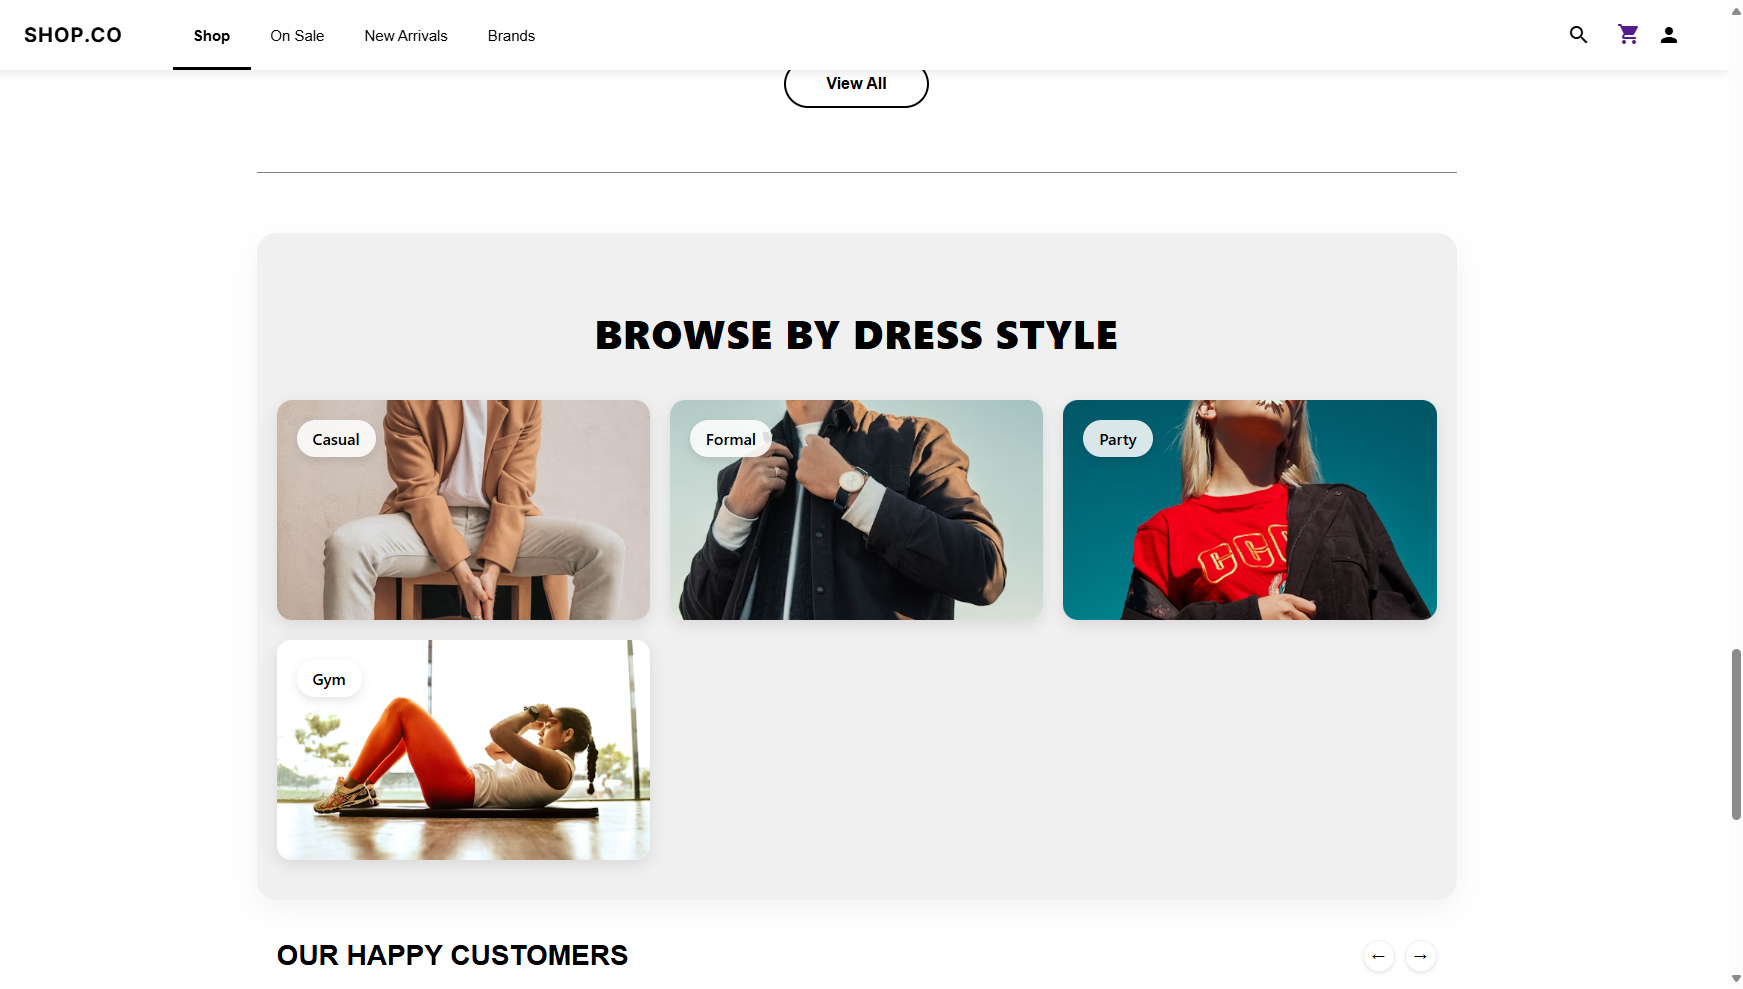 SHOP.CO
Shop
On Sale
New Arrivals
Brands
View All
BROWSE BY DRESS STYLE
Casual
Formal
Party
Gym
OUR HAPPY CUSTOMERS
← →